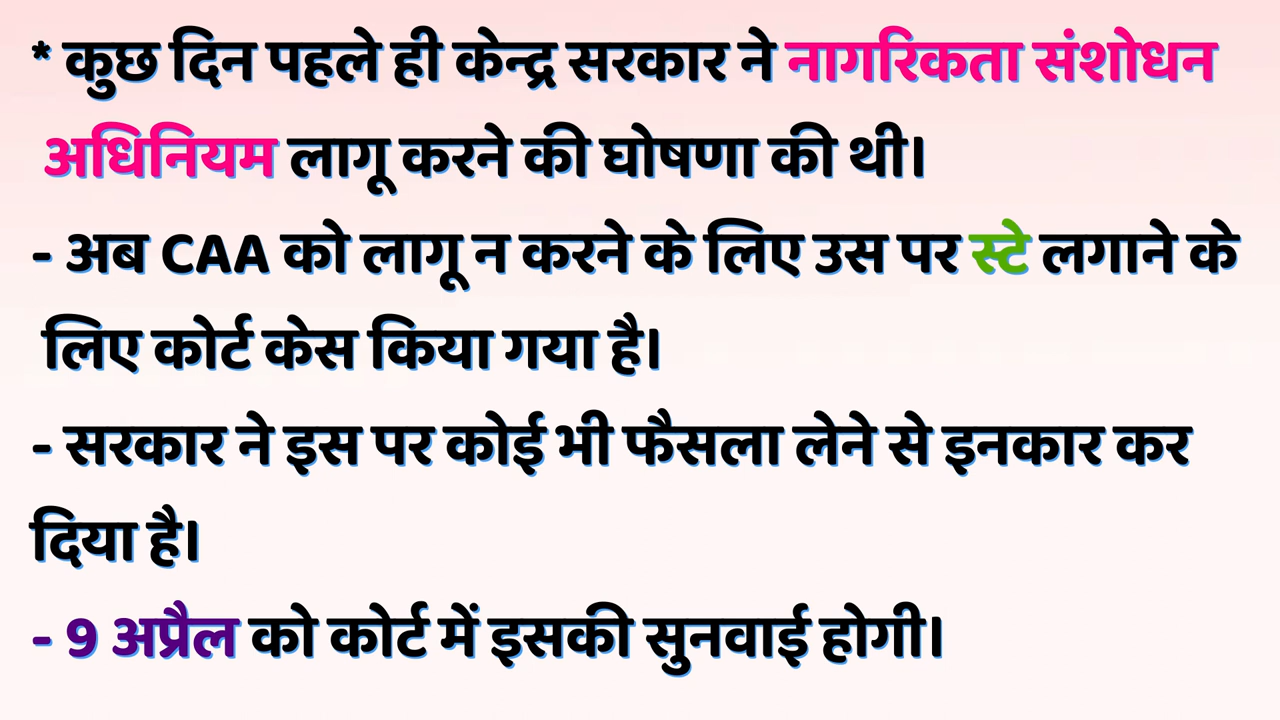 * कुछ दिन पहले ही केन्द्र सरकार ने नागरिकता संशोधन
अधिनियम लागू करने की घोषणा की थी।
- अब CAA को लागू न करने के लिए उस पर स्टे लगाने के
लिए कोर्ट केस किया गया है।
- सरकार ने इस पर कोई भी फैसला लेने से इनकार कर
दिया है।
- 9 अप्रैल को कोर्ट में इसकी सुनवाई होगी।